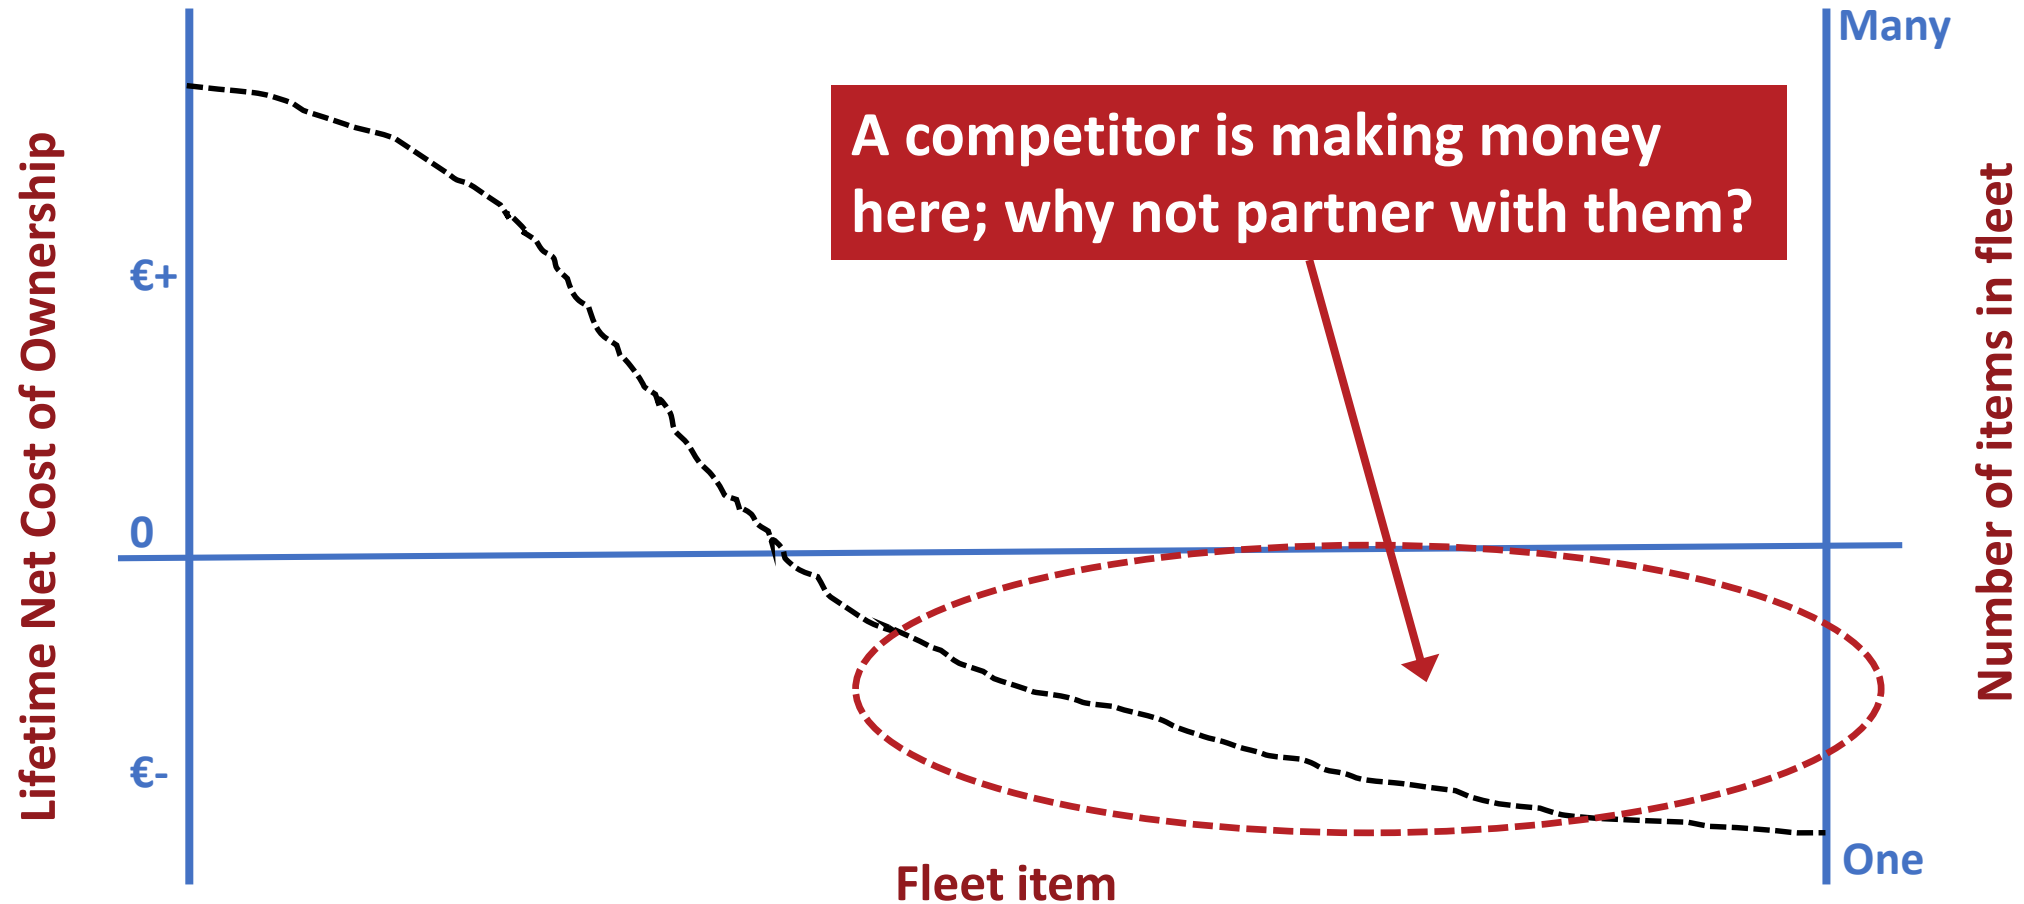 Many
A competitor is making money
here; why not partner with them?
Lifetime Net Cost of Ownership
€+
0
€-
Number of items in fleet
One
Fleet item